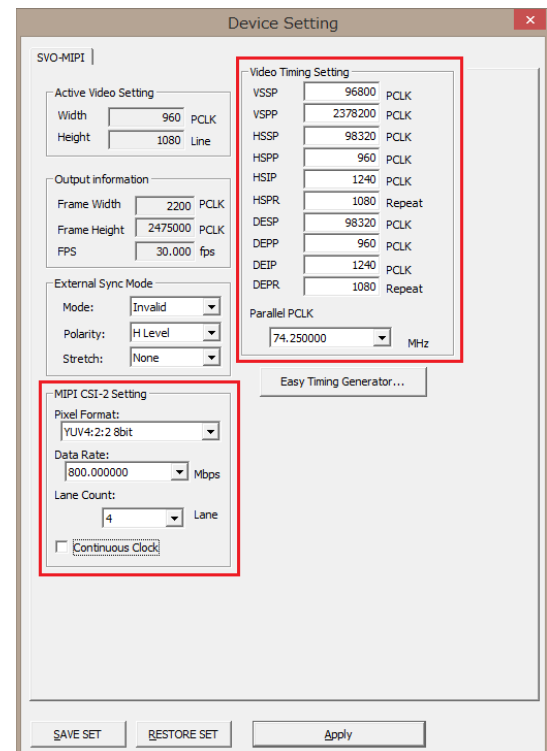 Device Setting
×
SVO-MIPI
Active Video Setting
Width 960 PCLK
Height 1080 Line
Output information
Frame Width 2200 PCLK
Frame Height 2475000 PCLK
FPS 30.000 fps
External Sync Mode
Mode: Invalid
Polarity: H Level
Stretch: None
MIPI CSI-2 Setting
Pixel Format:
YUV4:2:2 8bit
Data Rate:
800.000000 Mbps
Lane Count:
4 Lane
Continuous Clock
Video Timing Setting
VSSP 96800 PCLK
VSPP 2378200 PCLK
HSSP 98320 PCLK
HSPP 960 PCLK
HSIP 1240 PCLK
HSPR 1080 Repeat
DESP 98320 PCLK
DEPP 960 PCLK
DEIP 1240 PCLK
DEPR 1080 Repeat
Parallel PCLK
74.250000 MHz
Easy Timing Generator...
SAVE SET RESTORE SET Apply